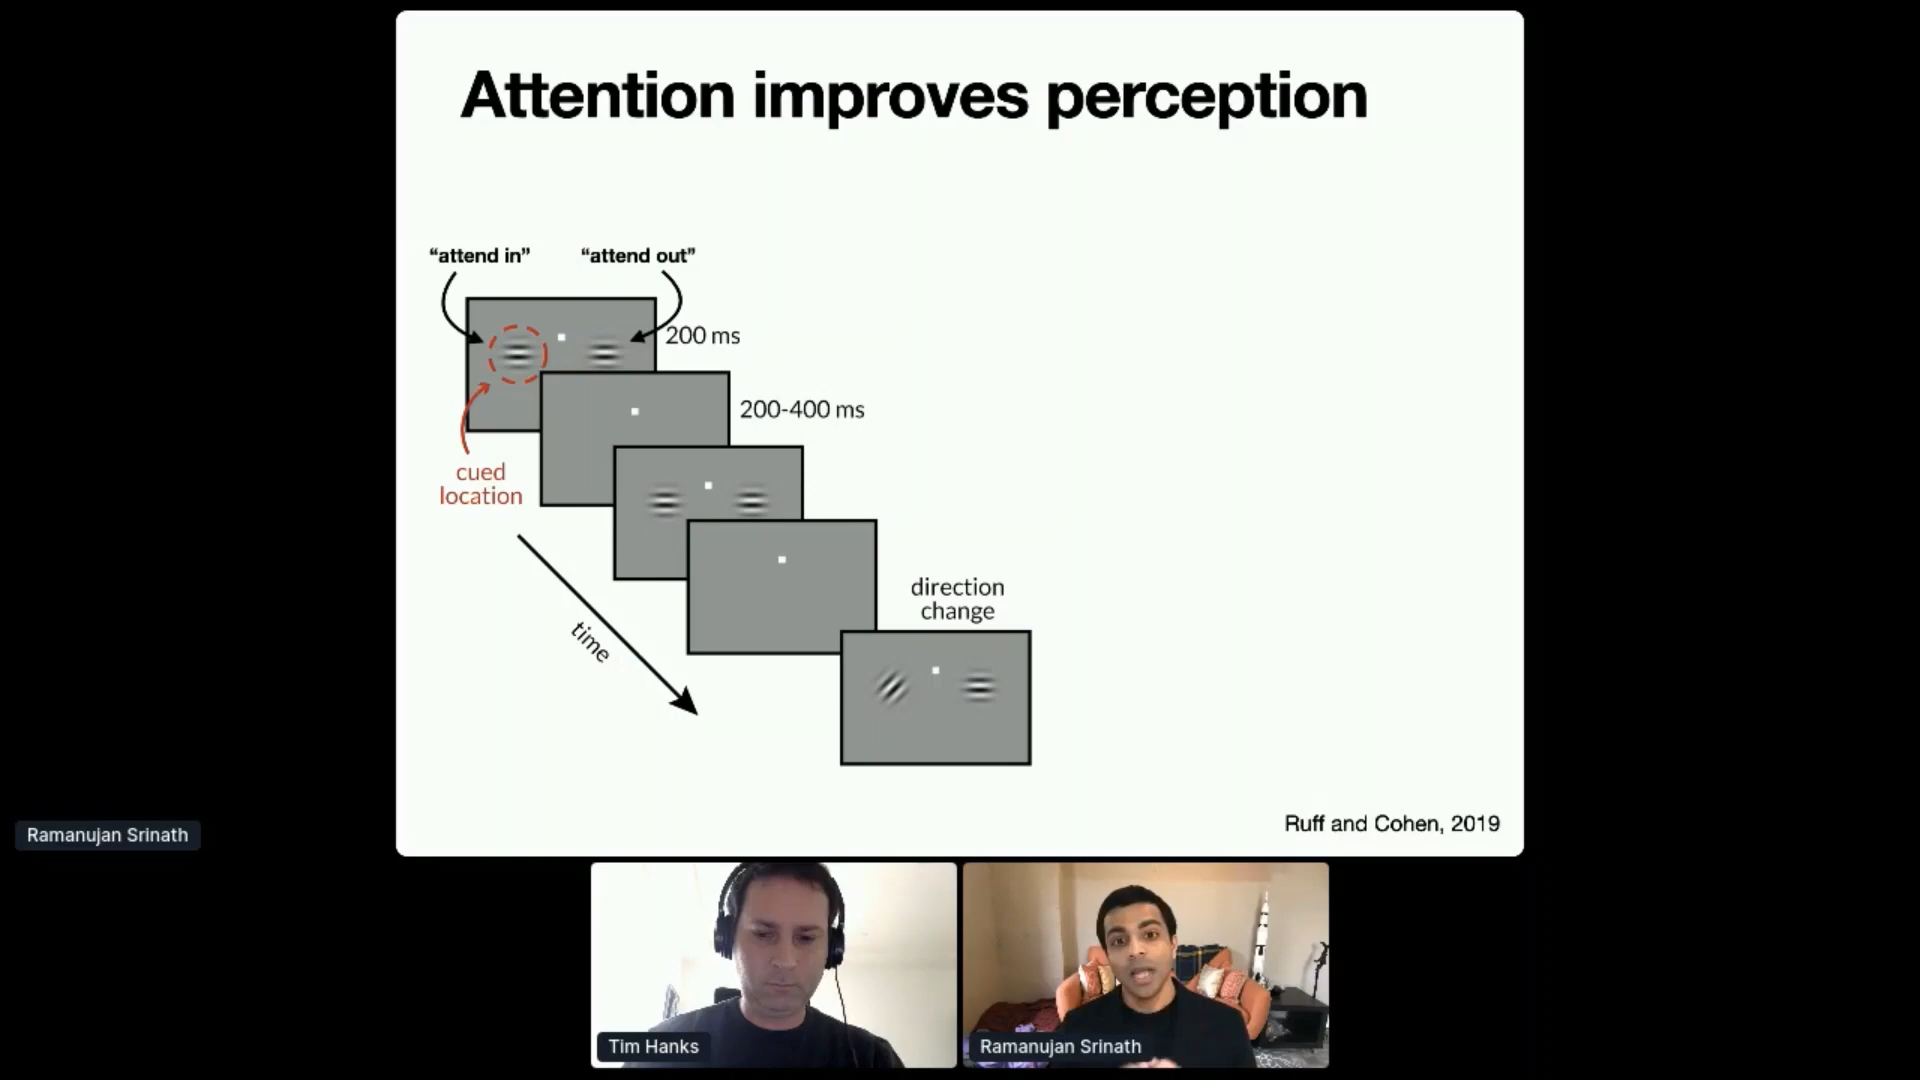 Attention improves perception
“attend in”
“attend out”
200 ms
200-400 ms
cued
location
time
direction
change
Ruff and Cohen, 2019
Ramanujan Srinath
Tim Hanks
Ramanujan Srinath